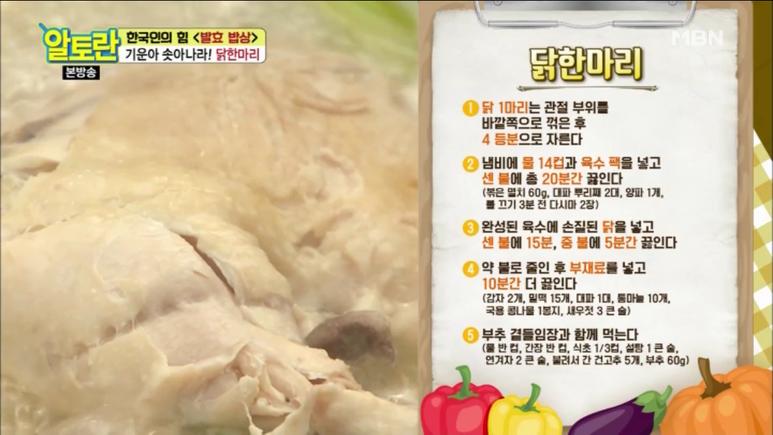 알토란
본방송
한국인의 힘 <발효 밥상>
기운아 솟아나라! 닭한마리
MBN
닭한마리
1 닭 1마리는 관절 부위를
바깥쪽으로 꺾은 후
4 등분으로 자른다
2 냄비에 물 14컵과 육수 팩을 넣고
센 불에 총 20분간 끓인다
(볶은 멸치 60g, 대파 뿌리째 2대, 양파 1개,
불 끄기 3분 전 다시마 2장)
3 완성된 육수에 손질된 닭을 넣고
센 불에 15분, 중 불에 5분간 끓인다
4 약 불로 줄인 후 부재료를 넣고
10분간 더 끓인다
(감자 2개, 밀떡 15개, 대파 1대, 통마늘 10개,
국용 콩나물 1봉지, 새우젓 3 큰 술)
5 부추 곁들임장과 함께 먹는다
(물 반 컵, 간장 반 컵, 식초 1/3컵, 설탕 1 큰 술,
연겨자 2 큰 술, 불려서 간 건고추 5개, 부추 60g)